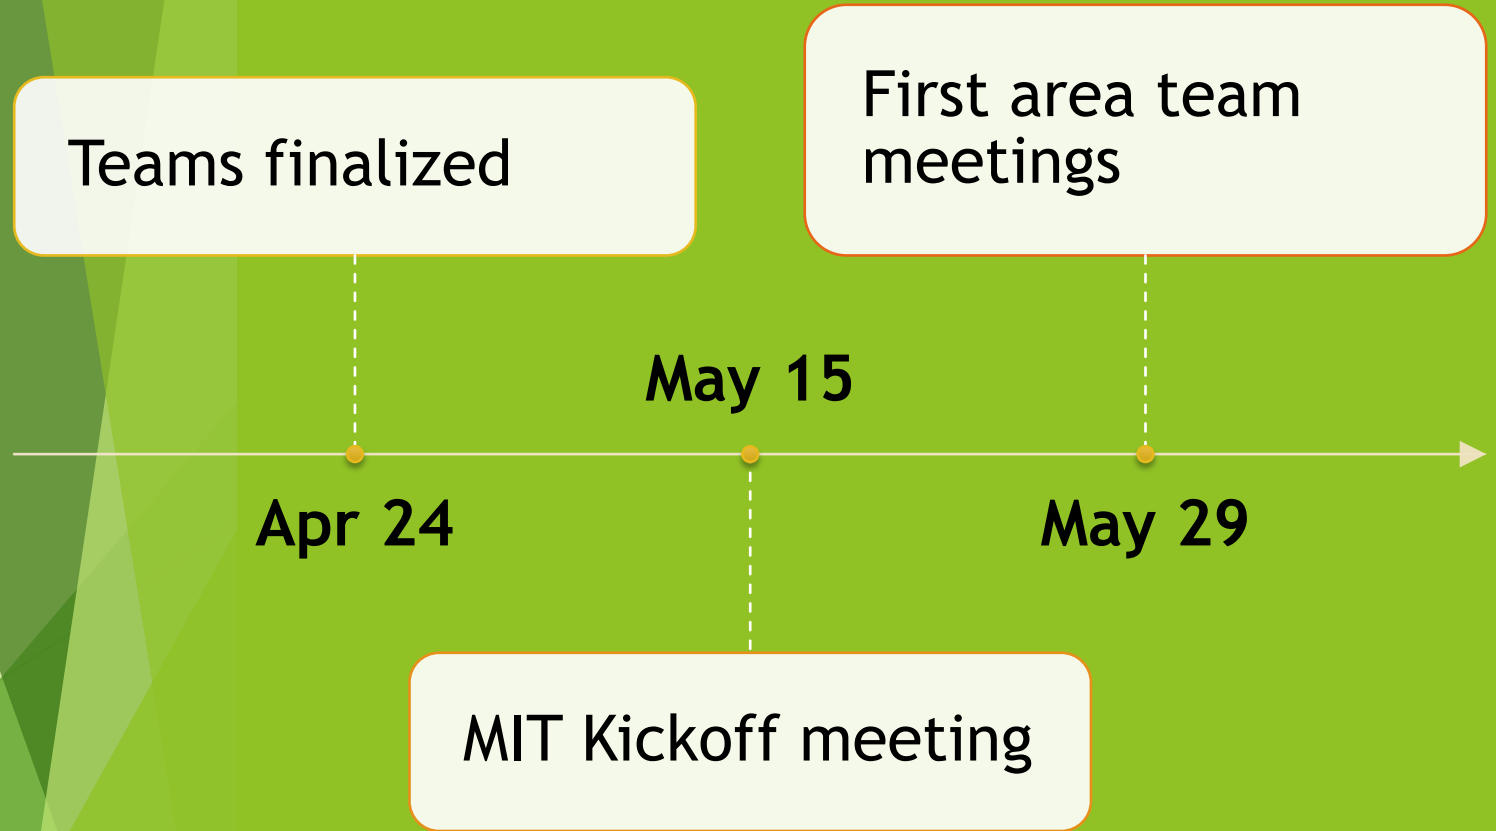 Teams finalized
First area team
meetings
May 15
Apr 24
May 29
MIT Kickoff meeting